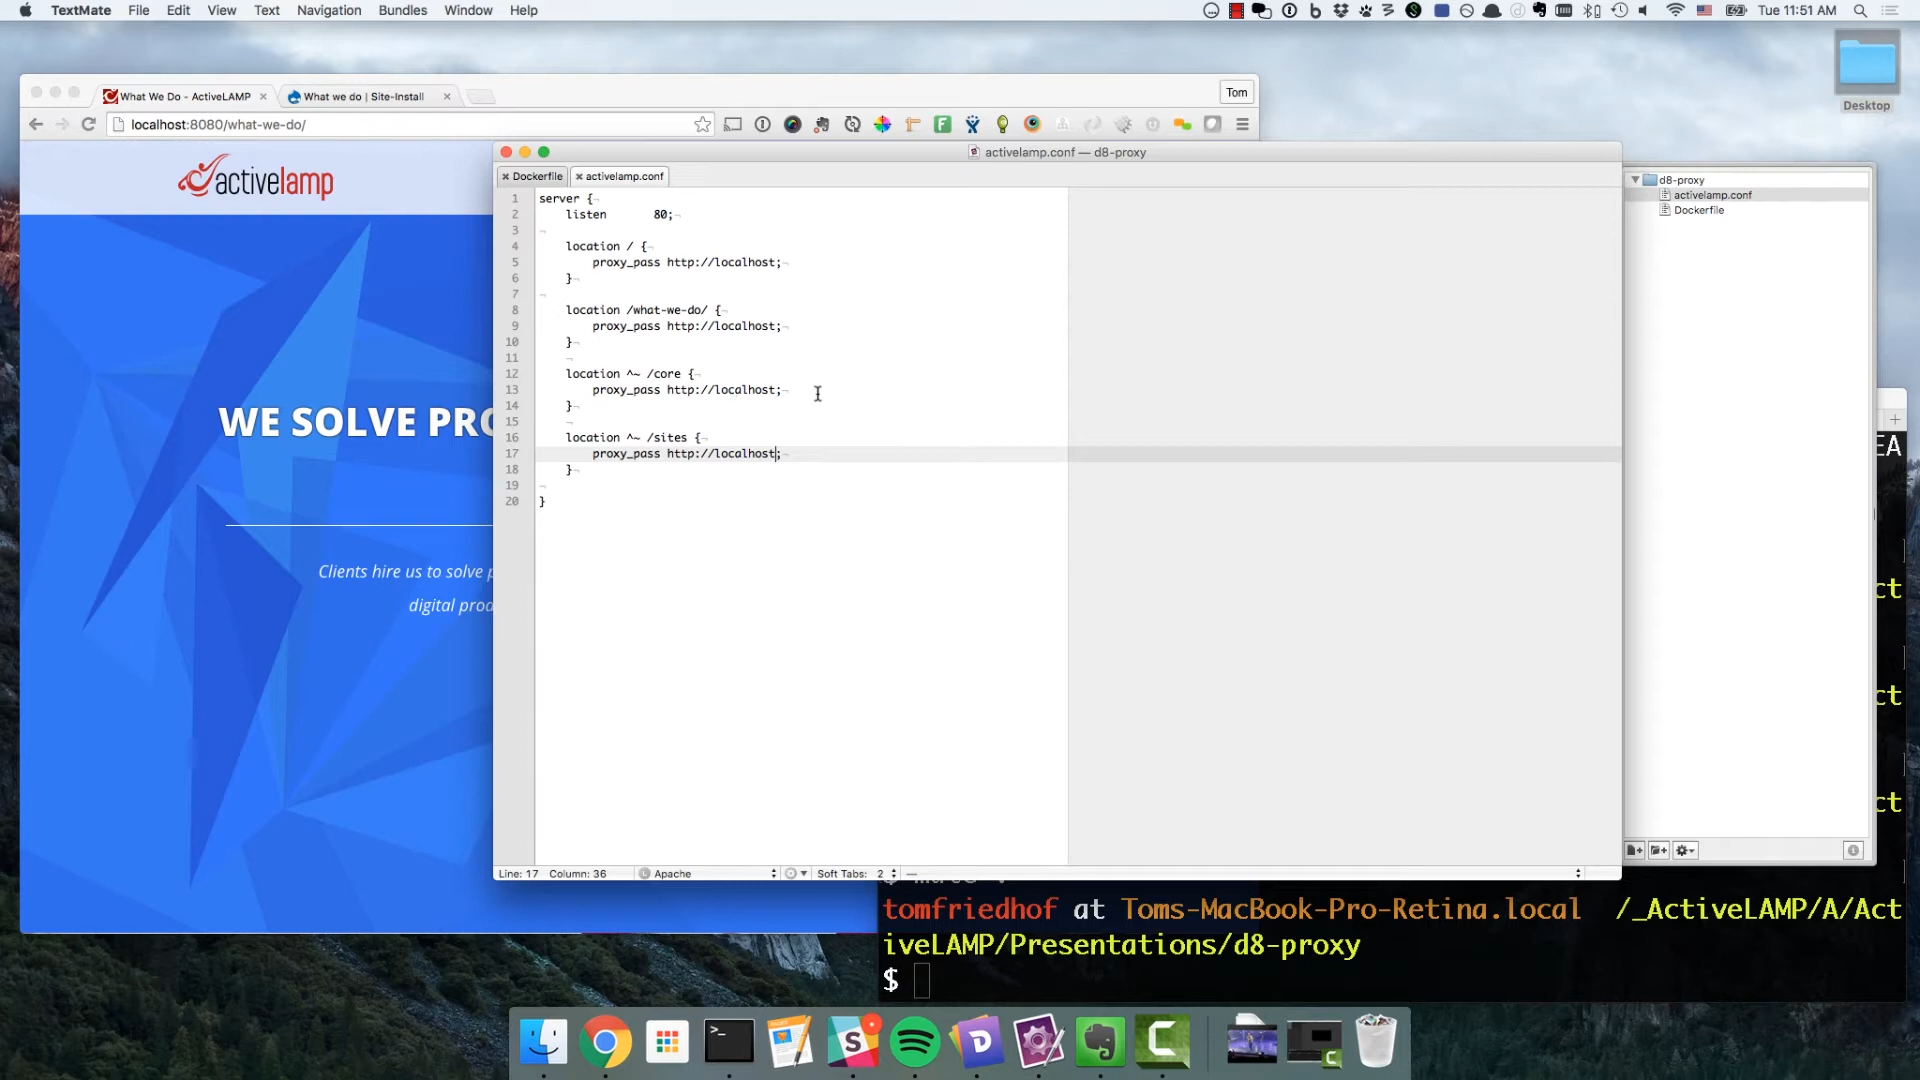 TextMate File Edit View Text Navigation Bundles Window Help
Tue 11:51 AM
Desktop
What We Do - ActiveLAMP
What we do | Site-Install
Tom
localhost:8080/what-we-do/
activelamp.conf — d8-proxy
Dockerfile
activelamp.conf
d8-proxy
activelamp.conf
Dockerfile
activelamp
1 server {
2 listen 80;
3
4 location / {
5 proxy_pass http://localhost;
6 }
7
8 location /what-we-do/ {
9 proxy_pass http://localhost;
10 }
11
12 location ^~ /core {
13 proxy_pass http://localhost;
14 }
15
16 location ^~ /sites {
17 proxy_pass http://localhost;
18 }
19
20 }
WE SOLVE PRO
Clients hire us to solve p
digital prod
EA
ct
ct
ct
Line: 17 Column: 36
Apache
Soft Tabs: 2
tomfriedhof at Toms-MacBook-Pro-Retina.local /_ActiveLAMP/A/Act
iveLAMP/Presentations/d8-proxy
$